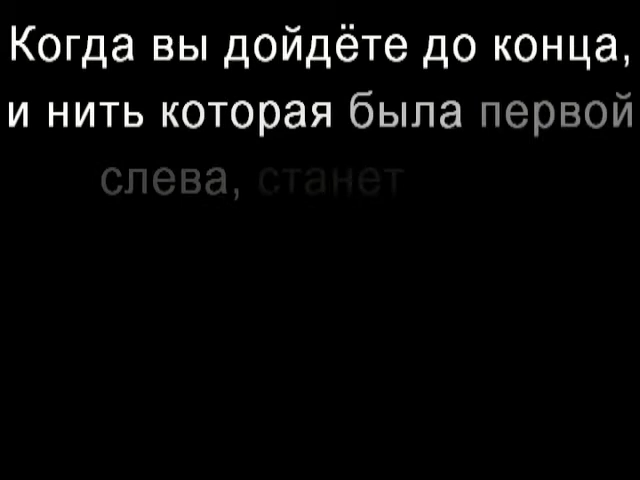 Когда вы дойдёте до конца,
и нить которая была первой
слева, станет